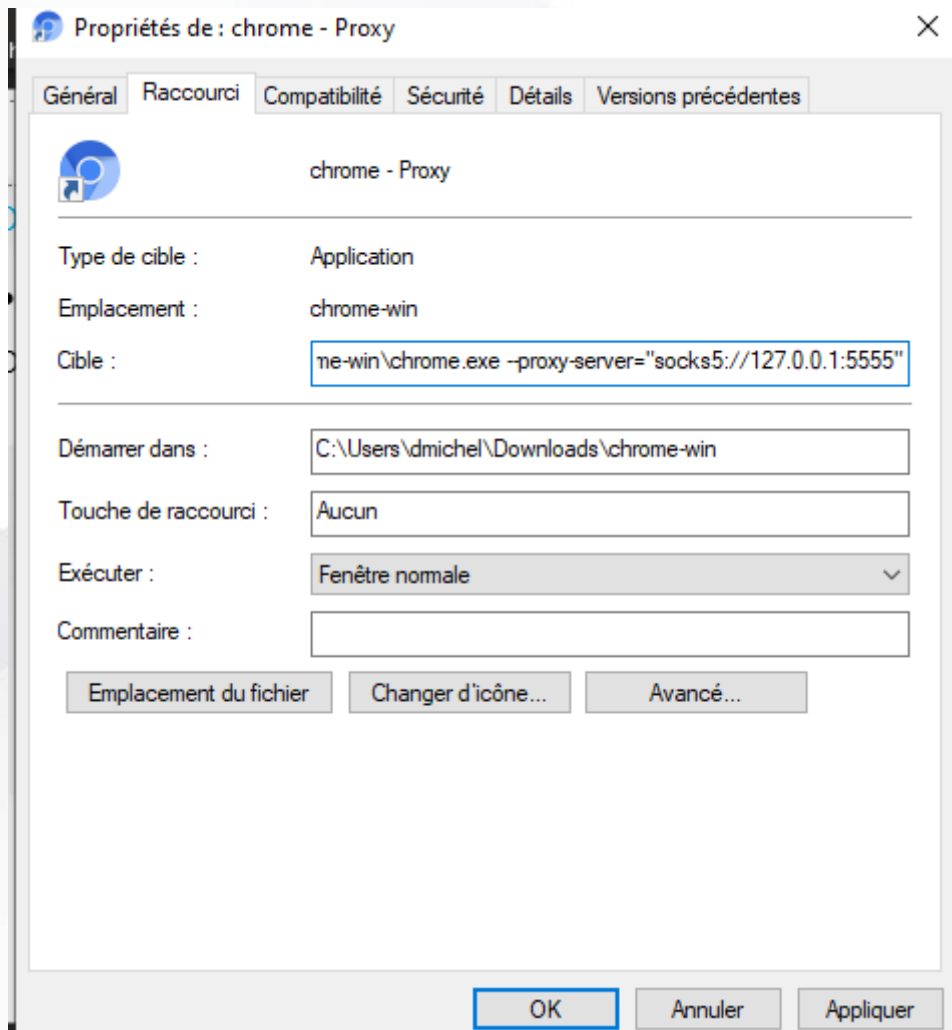 Propriétés de : chrome - Proxy
Général Raccourci Compatibilité Sécurité Détails Versions précédentes
chrome - Proxy
Type de cible : Application
Emplacement : chrome-win
Cible : me-win\chrome.exe --proxy-server="socks5://127.0.0.1:5555"
Démarrer dans : C:\Users\dmichel\Downloads\chrome-win
Touche de raccourci : Aucun
Exécuter : Fenêtre normale
Commentaire :
Emplacement du fichier Changer d'icône... Avancé...
OK Annuler Appliquer